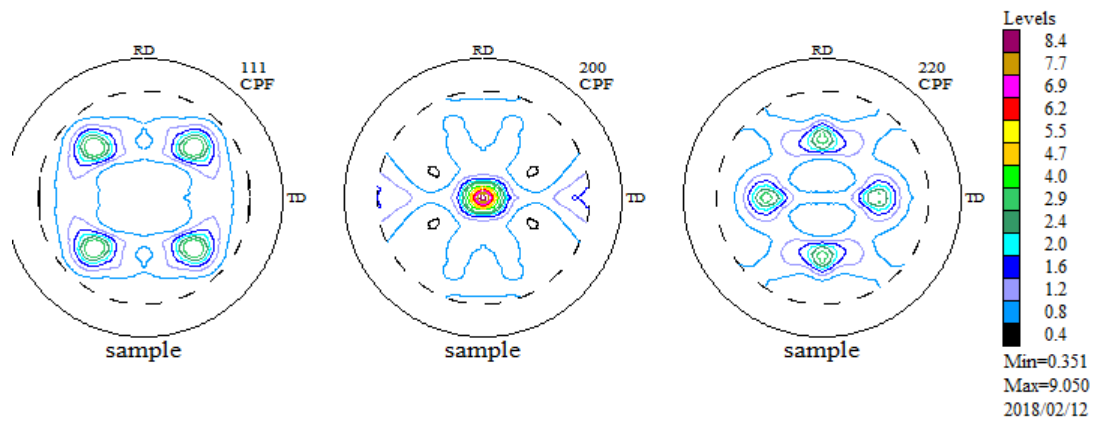 RD
111
CPF
TD
sample
RD
200
CPF
TD
sample
RD
220
CPF
TD
sample
Levels
8.4
7.7
6.9
6.2
5.5
4.7
4.0
2.9
2.4
2.0
1.6
1.2
0.8
0.4
Min=0.351
Max=9.050
2018/02/12